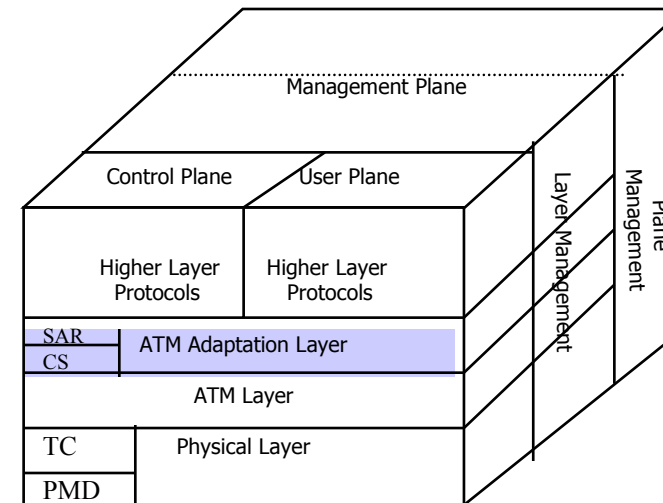 Management Plane
Control Plane
User Plane
Layer Management
Plane
Management
Higher Layer
Protocols
Higher Layer
Protocols
SAR
CS
ATM Adaptation Layer
ATM Layer
TC
PMD
Physical Layer